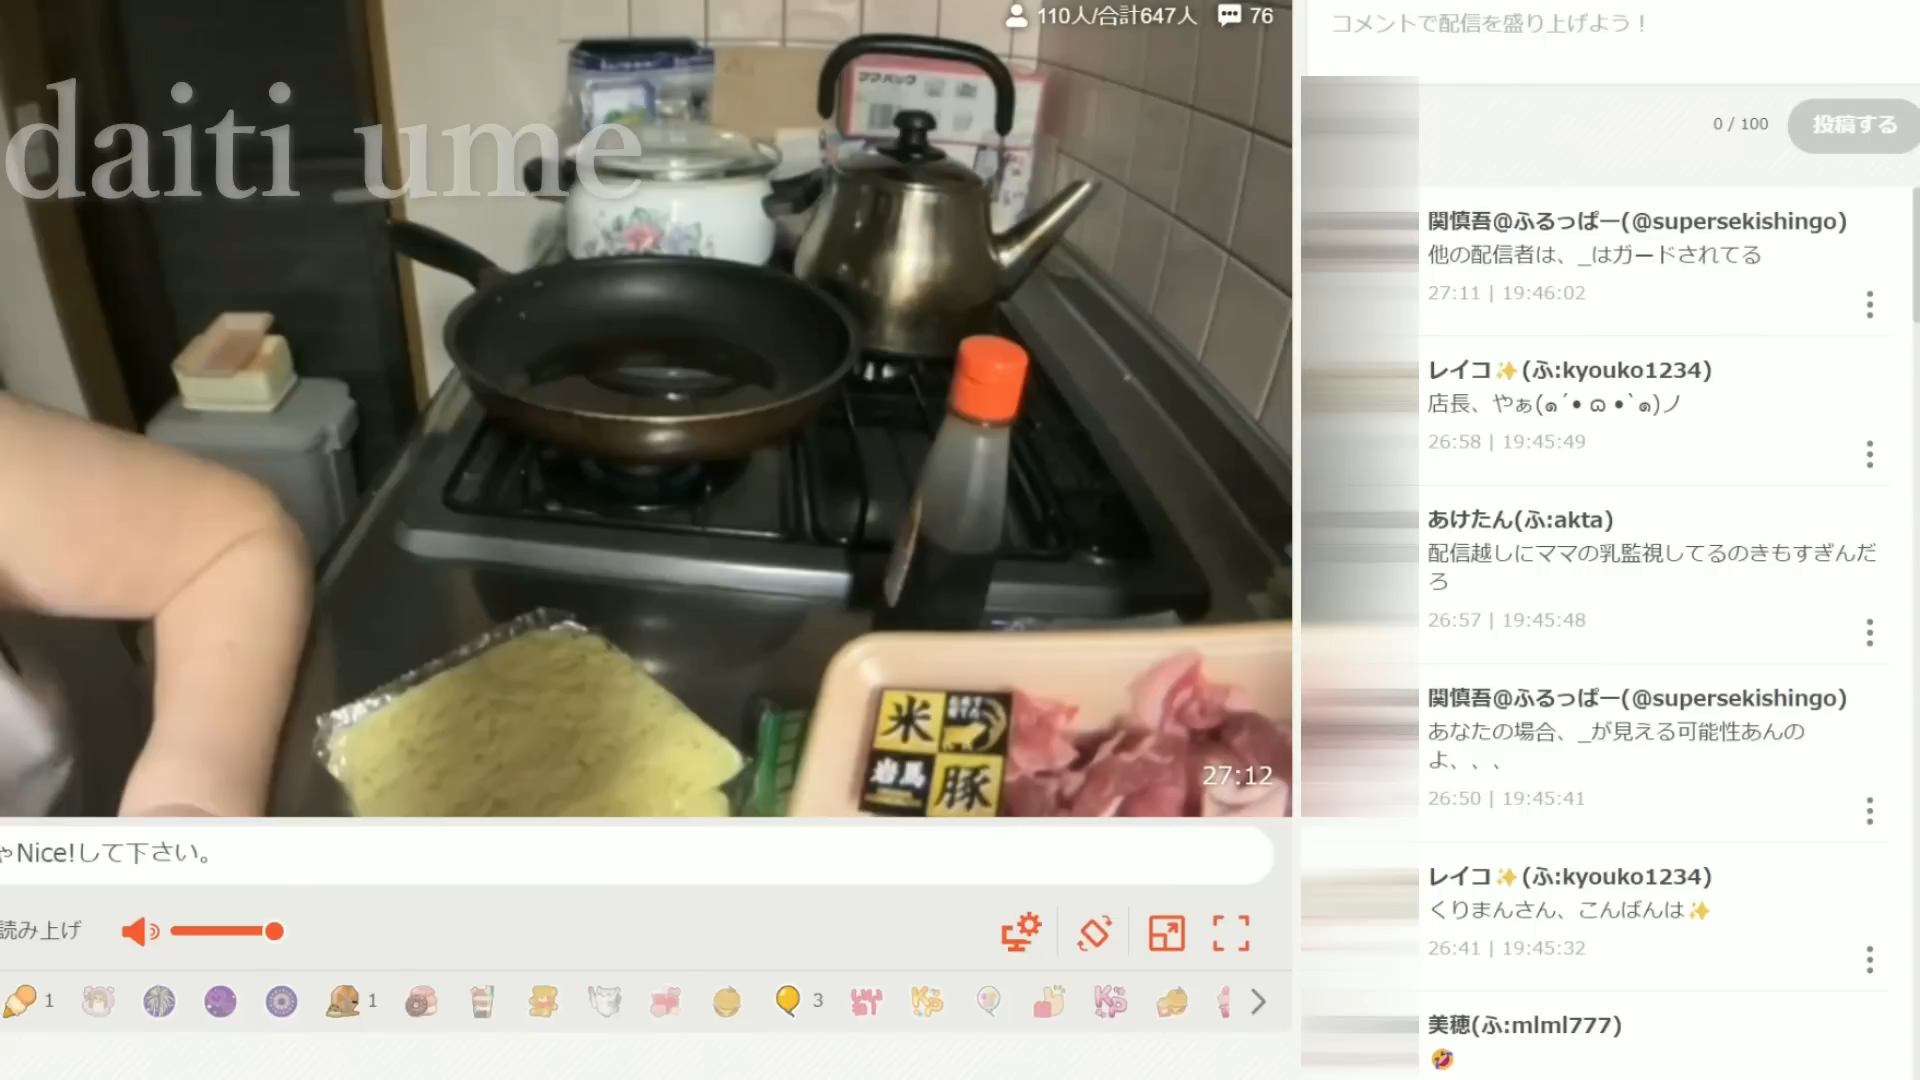 110人/合計647人 76
daiti ume
ママパック
米
岩馬
豚
27:12
Nice!して下さい。
読み上げ
1
1
3
コメントで配信を盛り上げよう！
0 / 100
投稿する
関慎吾@ふるっぱー(@supersekishingo)
他の配信者は、_はガードされてる
27:11 | 19:46:02
レイコ✨(ふ:kyouko1234)
店長、やぁ(๑´• ω •`๑)ノ
26:58 | 19:45:49
あけたん(ふ:akta)
配信越しにママの乳監視してるのきもすぎんだ
ろ
26:57 | 19:45:48
関慎吾@ふるっぱー(@supersekishingo)
あなたの場合、_が見える可能性あんの
よ、、、
26:50 | 19:45:41
レイコ✨(ふ:kyouko1234)
くりまんさん、こんばんは✨
26:41 | 19:45:32
美穂(ふ:mlml777)
🤣